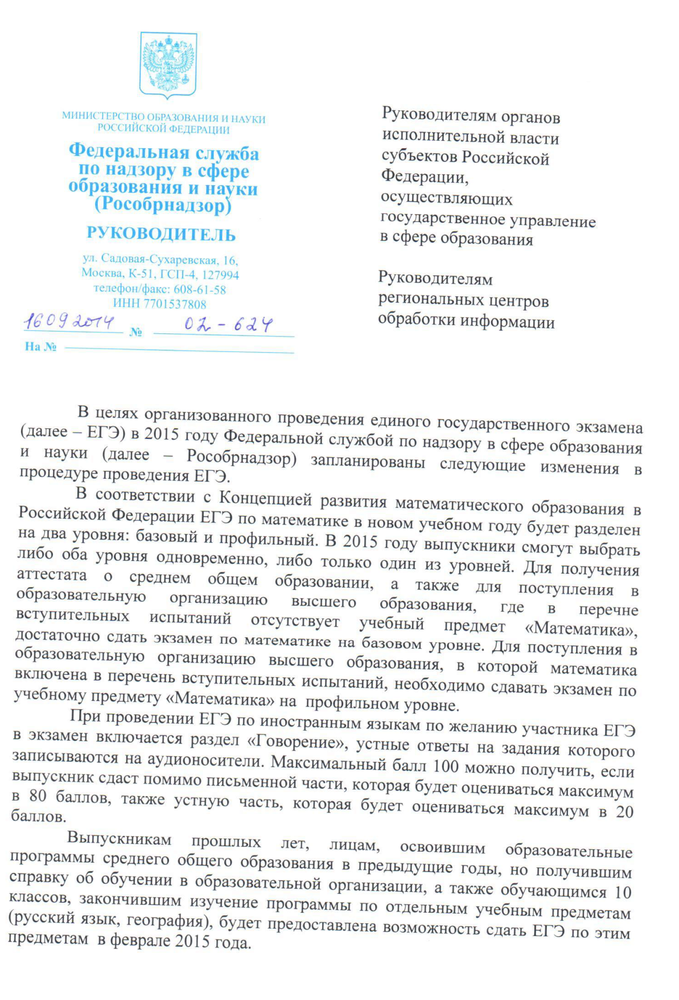 МИНИСТЕРСТВО ОБРАЗОВАНИЯ И НАУКИ
РОССИЙСКОЙ ФЕДЕРАЦИИ
Федеральная служба
по надзору в сфере
образования и науки
(Рособрнадзор)
РУКОВОДИТЕЛЬ
ул. Садовая-Сухаревская, 16,
Москва, К-51, ГСП-4, 127994
телефон/факс: 608-61-58
ИНН 7701537808
16 09 2014 № 02-624
На №
Руководителям органов
исполнительной власти
субъектов Российской
Федерации,
осуществляющих
государственное управление
в сфере образования
Руководителям
региональных центров
обработки информации
В целях организованного проведения единого государственного экзамена
(далее – ЕГЭ) в 2015 году Федеральной службой по надзору в сфере образования
и науки (далее – Рособрнадзор) запланированы следующие изменения в
процедуре проведения ЕГЭ.
В соответствии с Концепцией развития математического образования в
Российской Федерации ЕГЭ по математике в новом учебном году будет разделен
на два уровня: базовый и профильный. В 2015 году выпускники смогут выбрать
либо оба уровня одновременно, либо только один из уровней. Для получения
аттестата о среднем общем образовании, а также для поступления в
образовательную организацию высшего образования, где в перечне
вступительных испытаний отсутствует учебный предмет «Математика»,
достаточно сдать экзамен по математике на базовом уровне. Для поступления в
образовательную организацию высшего образования, в которой математика
включена в перечень вступительных испытаний, необходимо сдавать экзамен по
учебному предмету «Математика» на профильном уровне.
При проведении ЕГЭ по иностранным языкам по желанию участника ЕГЭ
в экзамен включается раздел «Говорение», устные ответы на задания которого
записываются на аудионосители. Максимальный балл 100 можно получить, если
выпускник сдаст помимо письменной части, которая будет оцениваться максимум
в 80 баллов, также устную часть, которая будет оцениваться максимум в 20
баллов.
Выпускникам прошлых лет, лицам, освоившим образовательные
программы среднего общего образования в предыдущие годы, но получившим
справку об обучении в образовательной организации, а также обучающимся 10
классов, закончившим изучение программы по отдельным учебным предметам
(русский язык, география), будет предоставлена возможность сдать ЕГЭ по этим
предметам в феврале 2015 года.